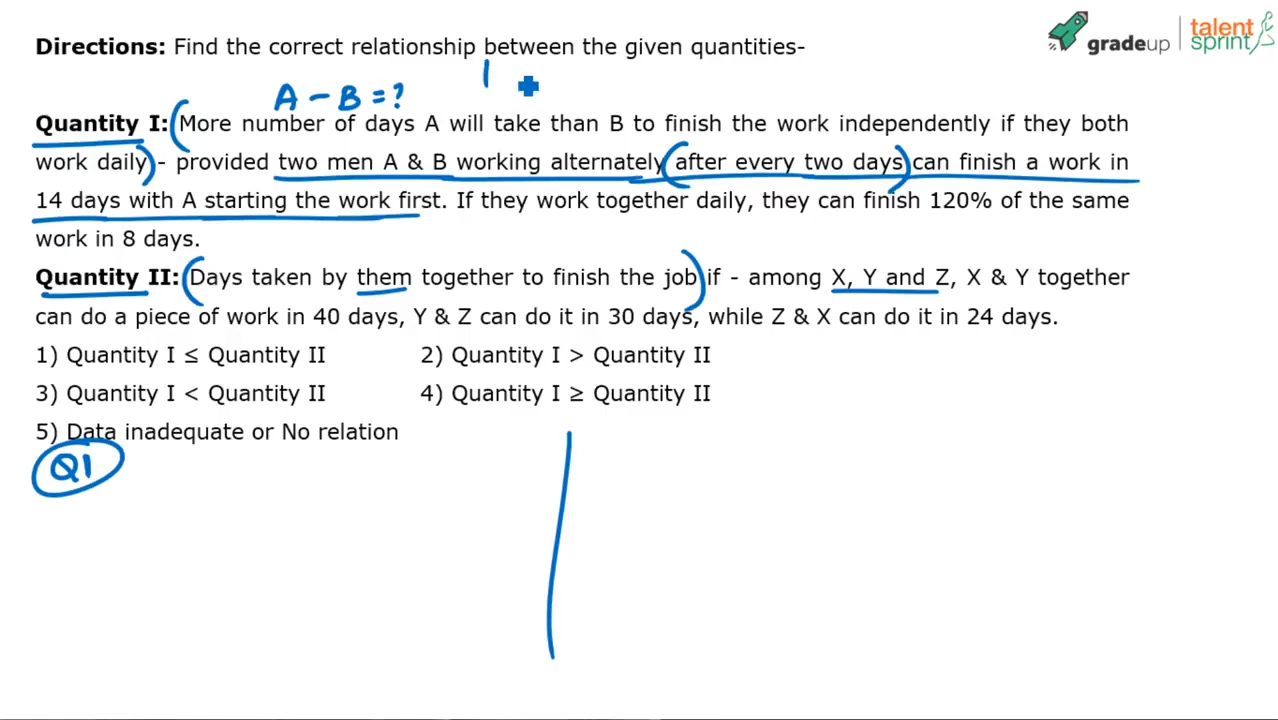 Directions: Find the correct relationship between the given quantities-
gradeup | talent sprint
A - B = ?
Quantity I: More number of days A will take than B to finish the work independently if they both
work daily - provided two men A & B working alternately after every two days can finish a work in
14 days with A starting the work first. If they work together daily, they can finish 120% of the same
work in 8 days.
Quantity II: Days taken by them together to finish the job if - among X, Y and Z, X & Y together
can do a piece of work in 40 days, Y & Z can do it in 30 days, while Z & X can do it in 24 days.
1) Quantity I ≤ Quantity II 2) Quantity I > Quantity II
3) Quantity I < Quantity II 4) Quantity I ≥ Quantity II
5) Data inadequate or No relation
Q1